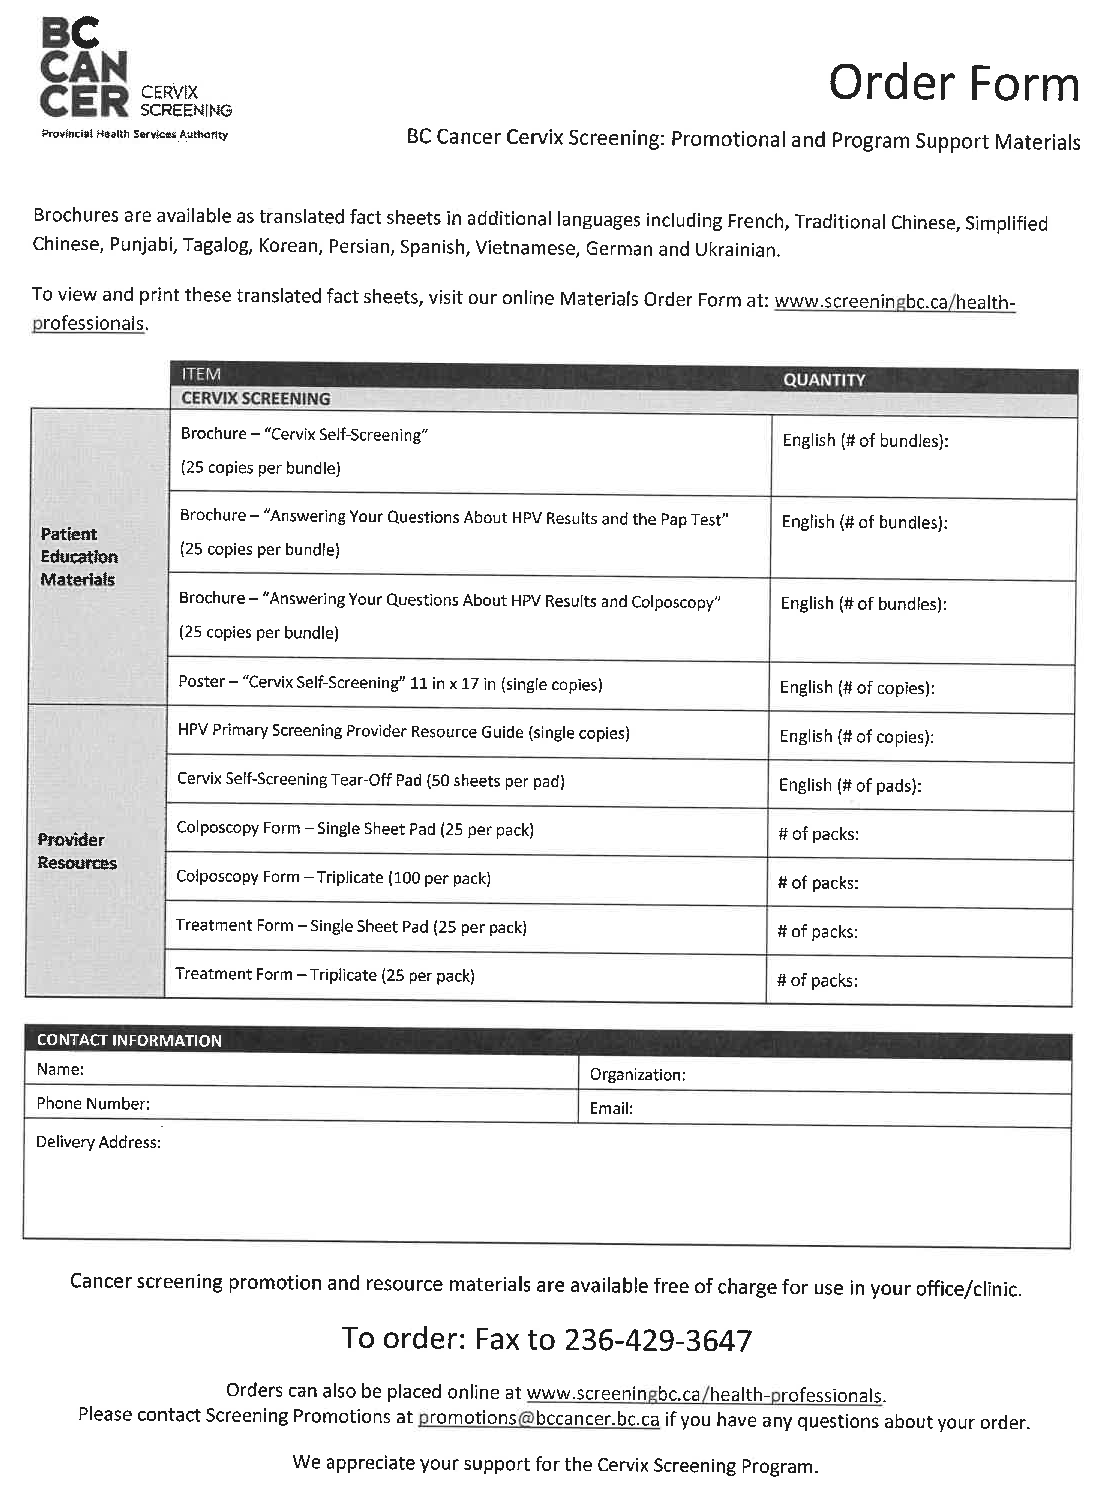 BC
CAN
CER CERVIX
SCREENING
Provincial Health Services Authority
Order Form
BC Cancer Cervix Screening: Promotional and Program Support Materials
Brochures are available as translated fact sheets in additional languages including French, Traditional Chinese, Simplified
Chinese, Punjabi, Tagalog, Korean, Persian, Spanish, Vietnamese, German and Ukrainian.
To view and print these translated fact sheets, visit our online Materials Order Form at: www.screeningbc.ca/health-
professionals.
ITEM QUANTITY
CERVIX SCREENING
Patient
Education
Materials
Brochure – “Cervix Self-Screening” English (# of bundles):
(25 copies per bundle)
Brochure – “Answering Your Questions About HPV Results and the Pap Test” English (# of bundles):
(25 copies per bundle)
Brochure – “Answering Your Questions About HPV Results and Colposcopy” English (# of bundles):
(25 copies per bundle)
Poster – “Cervix Self-Screening” 11 in x 17 in (single copies) English (# of copies):
Provider
Resources
HPV Primary Screening Provider Resource Guide (single copies) English (# of copies):
Cervix Self-Screening Tear-Off Pad (50 sheets per pad) English (# of pads):
Colposcopy Form – Single Sheet Pad (25 per pack) # of packs:
Colposcopy Form – Triplicate (100 per pack) # of packs:
Treatment Form – Single Sheet Pad (25 per pack) # of packs:
Treatment Form – Triplicate (25 per pack) # of packs:
CONTACT INFORMATION
Name: Organization:
Phone Number: Email:
Delivery Address:
Cancer screening promotion and resource materials are available free of charge for use in your office/clinic.
To order: Fax to 236-429-3647
Orders can also be placed online at www.screeningbc.ca/health-professionals.
Please contact Screening Promotions at promotions@bccancer.bc.ca if you have any questions about your order.
We appreciate your support for the Cervix Screening Program.